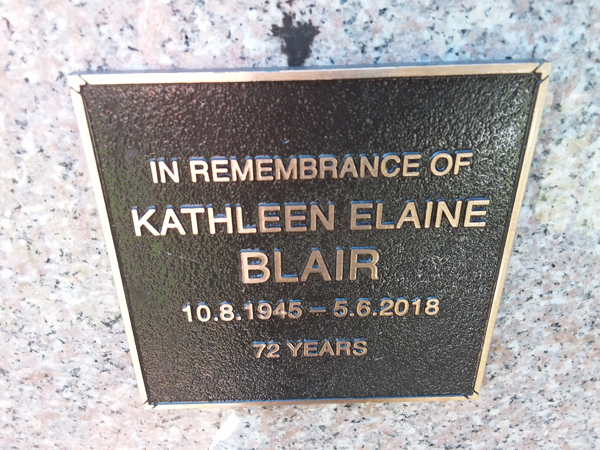 IN REMEMBRANCE OF
KATHLEEN ELAINE
BLAIR
10.8.1945 – 5.6.2018
72 YEARS